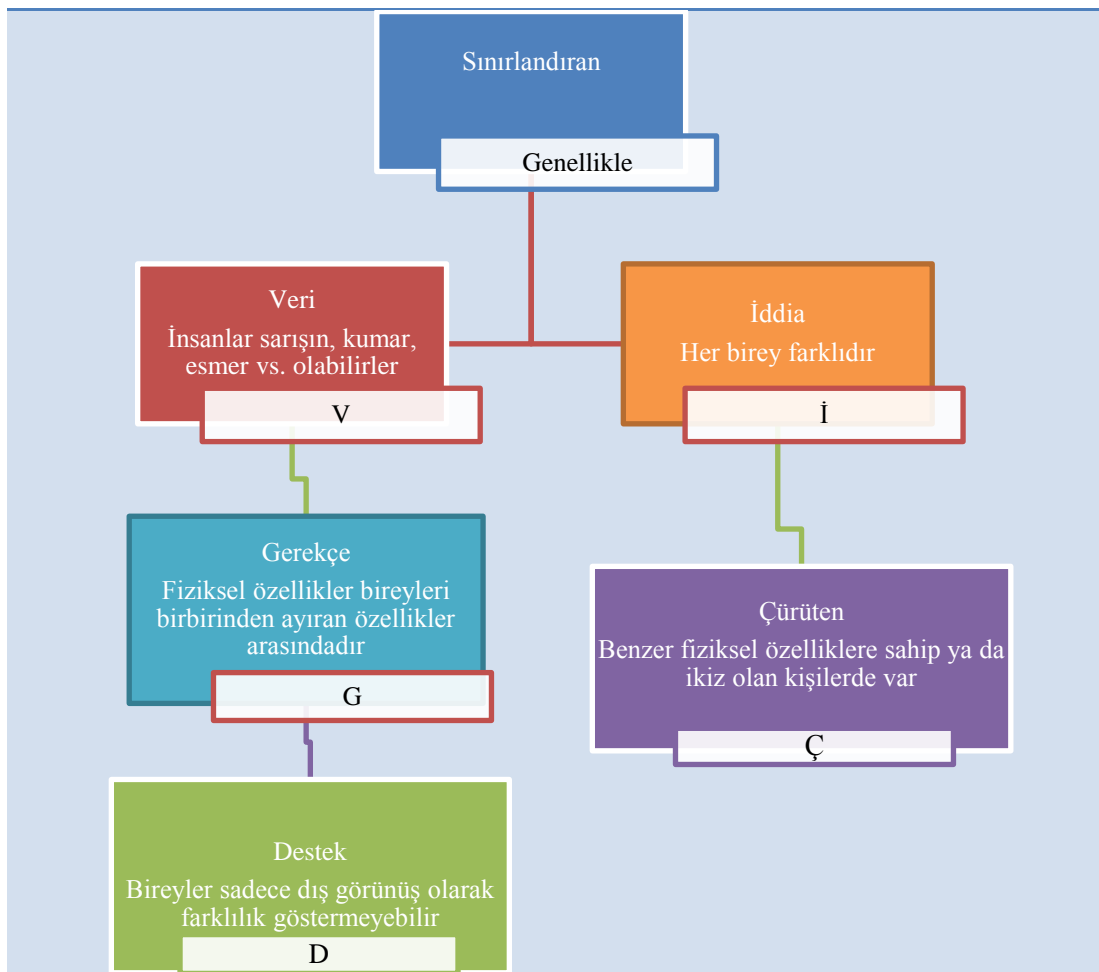 Sınırlandıran
Genellikle
Veri
İnsanlar sarışın, kumar,
esmer vs. olabilirler
V
İddia
Her birey farklıdır
İ
Gerekçe
Fiziksel özellikler bireyleri
birbirinden ayıran özellikler
arasındadır
G
Çürüten
Benzer fiziksel özelliklere sahip ya da
ikiz olan kişilerde var
Ç
Destek
Bireyler sadece dış görünüş olarak
farklılık göstermeyebilir
D